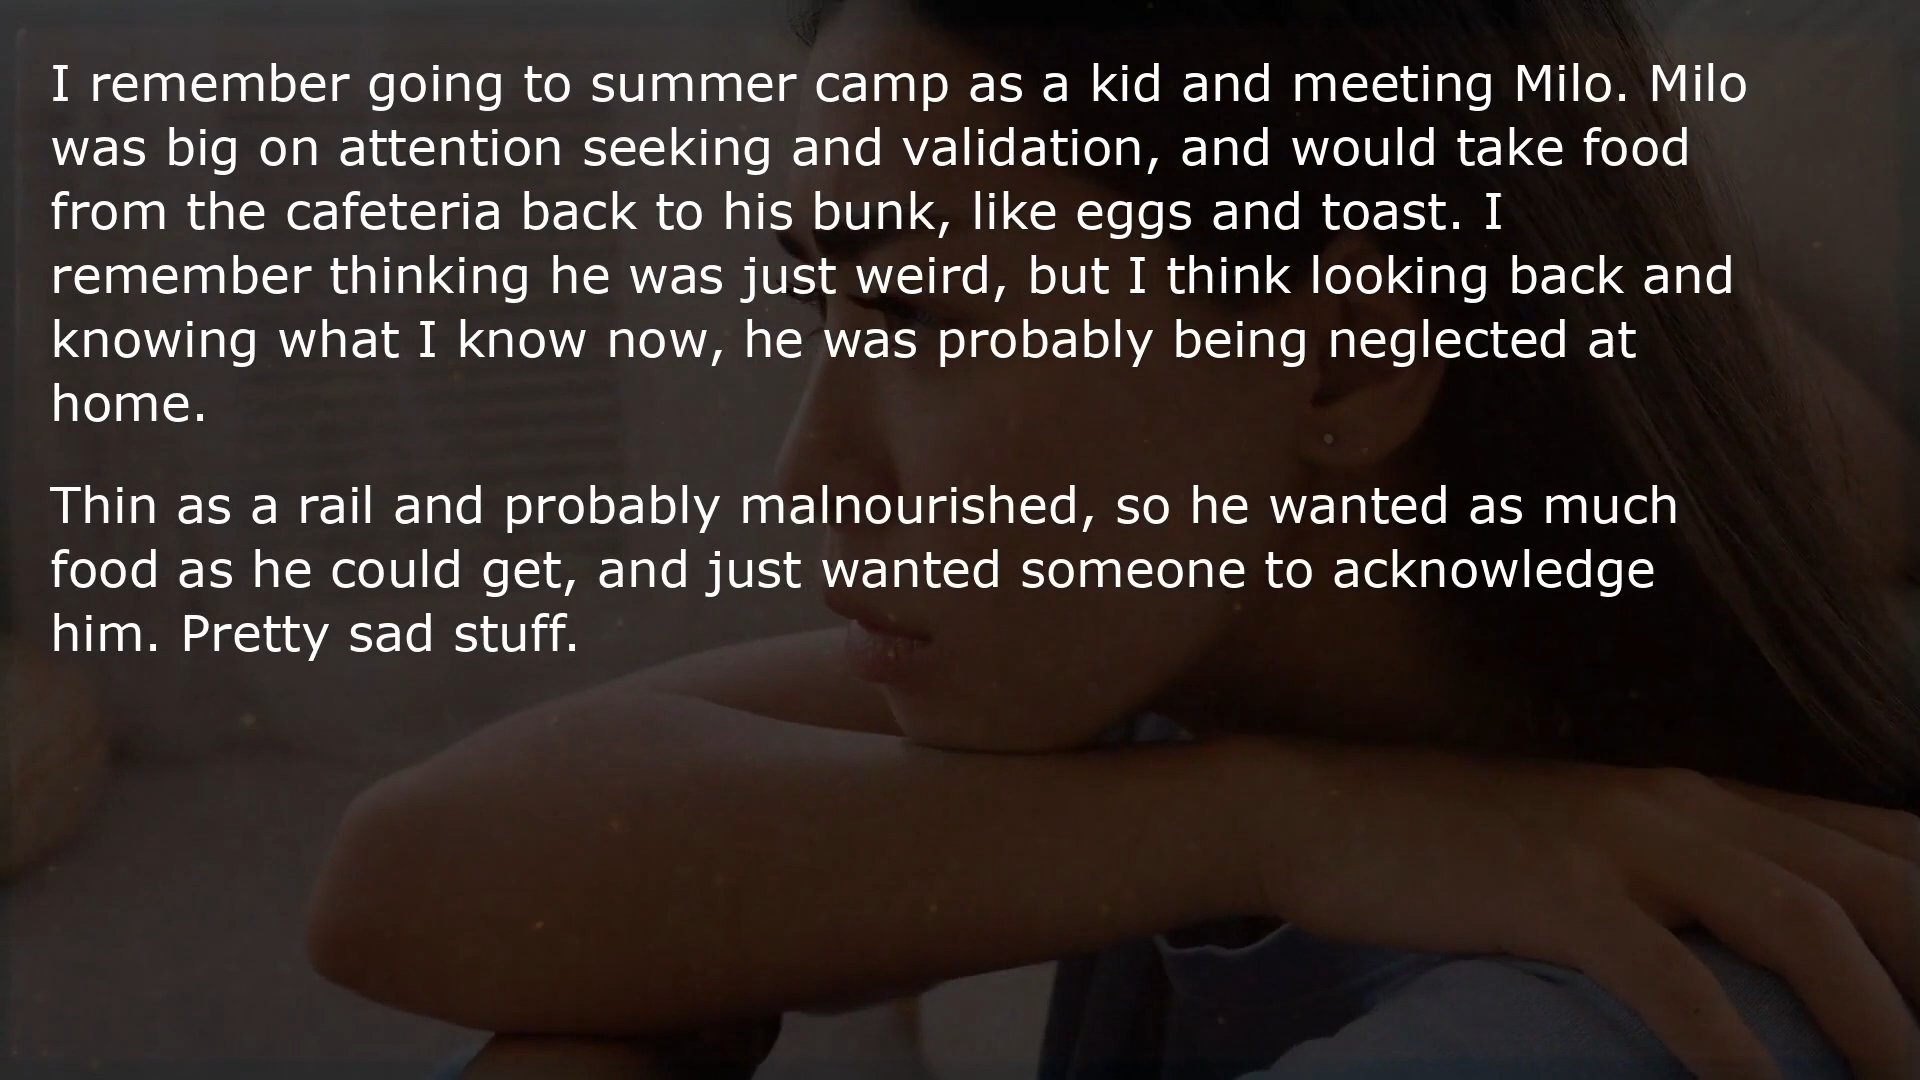 I remember going to summer camp as a kid and meeting Milo. Milo
was big on attention seeking and validation, and would take food
from the cafeteria back to his bunk, like eggs and toast. I
remember thinking he was just weird, but I think looking back and
knowing what I know now, he was probably being neglected at
home.
Thin as a rail and probably malnourished, so he wanted as much
food as he could get, and just wanted someone to acknowledge
him. Pretty sad stuff.